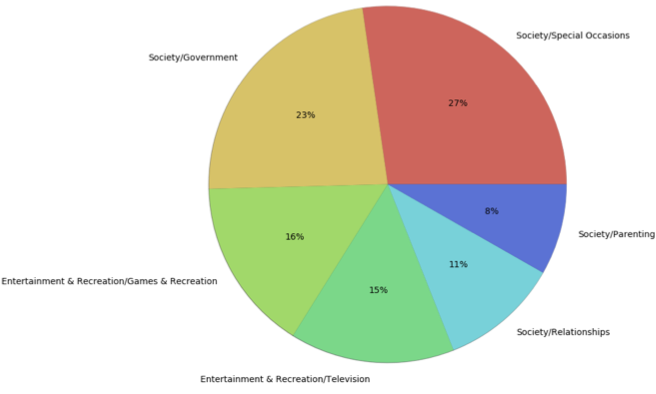 Society/Special Occasions
Society/Government
27%
23%
8%
Society/Parenting
16%
11%
Entertainment & Recreation/Games & Recreation
15%
Society/Relationships
Entertainment & Recreation/Television